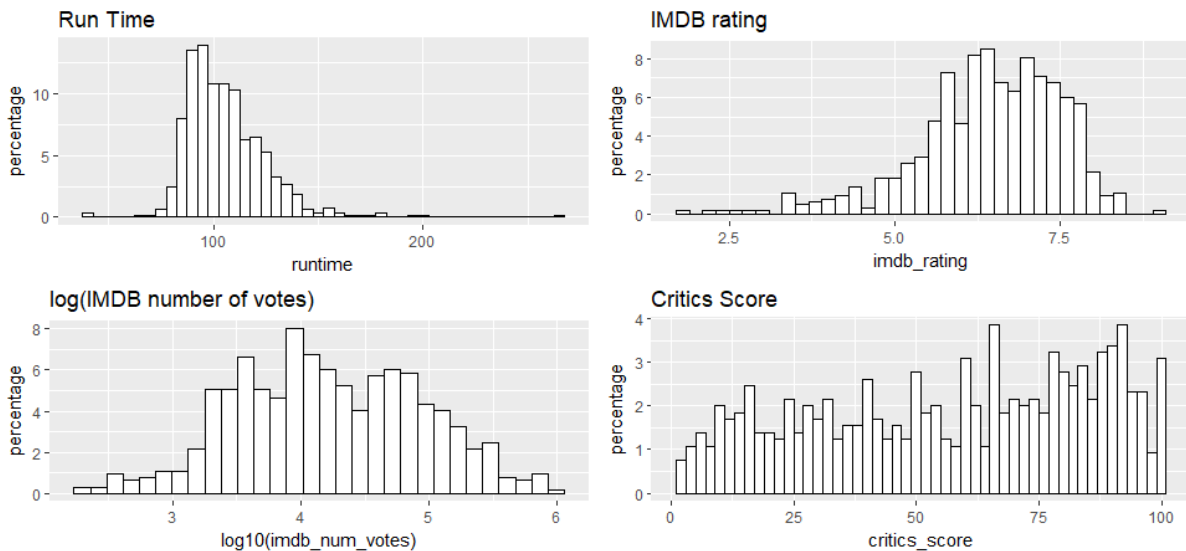 Run Time
percentage
10
5
0
100
200
runtime
IMDB rating
percentage
8
6
4
2
0
2.5
5.0
7.5
imdb_rating
log(IMDB number of votes)
percentage
8
6
4
2
0
3
4
5
6
log10(imdb_num_votes)
Critics Score
percentage
4
3
2
1
0
0
25
50
75
100
critics_score